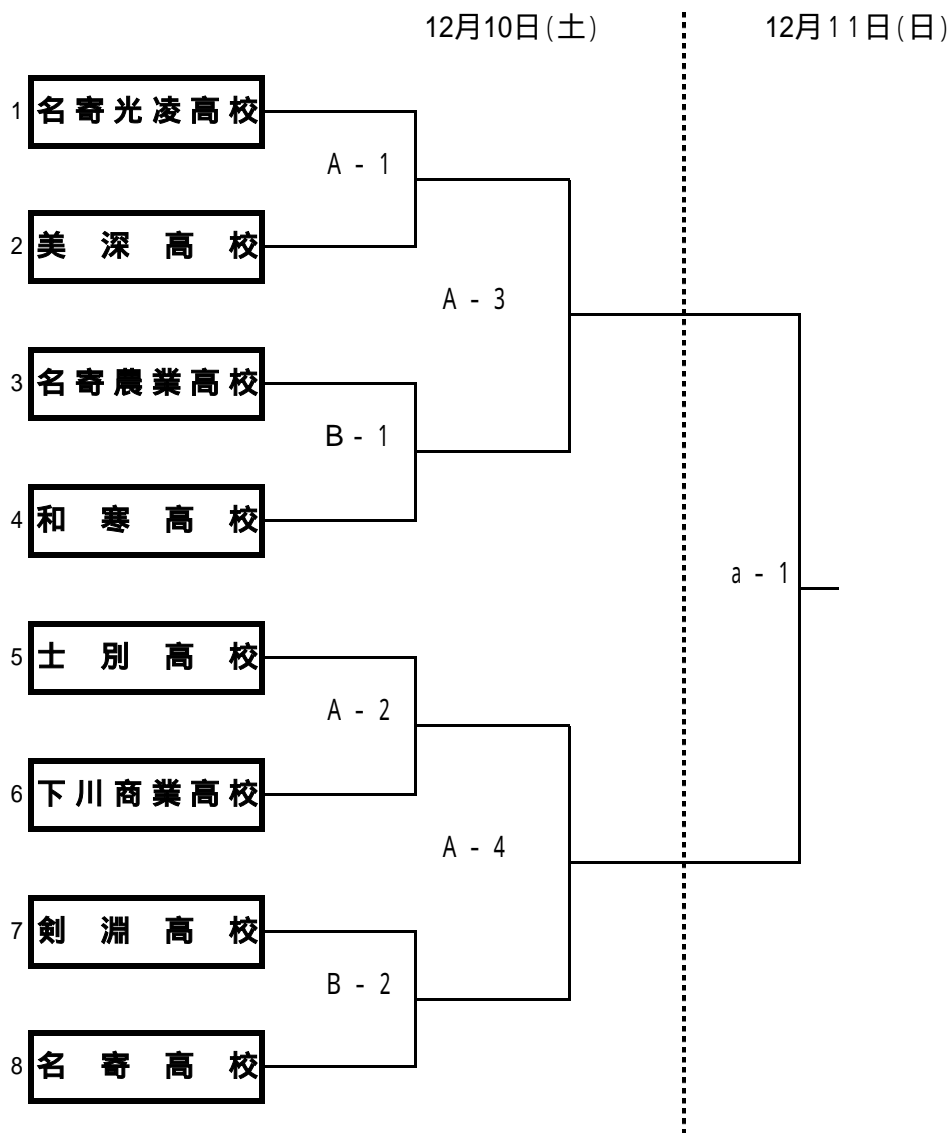 12月10日(土) 12月11日(日)
1 名寄光凌高校
A - 1
2 美深高校
A - 3
3 名寄農業高校
B - 1
4 和寒高校
a - 1
5 士別高校
A - 2
6 下川商業高校
A - 4
7 剣淵高校
B - 2
8 名寄高校